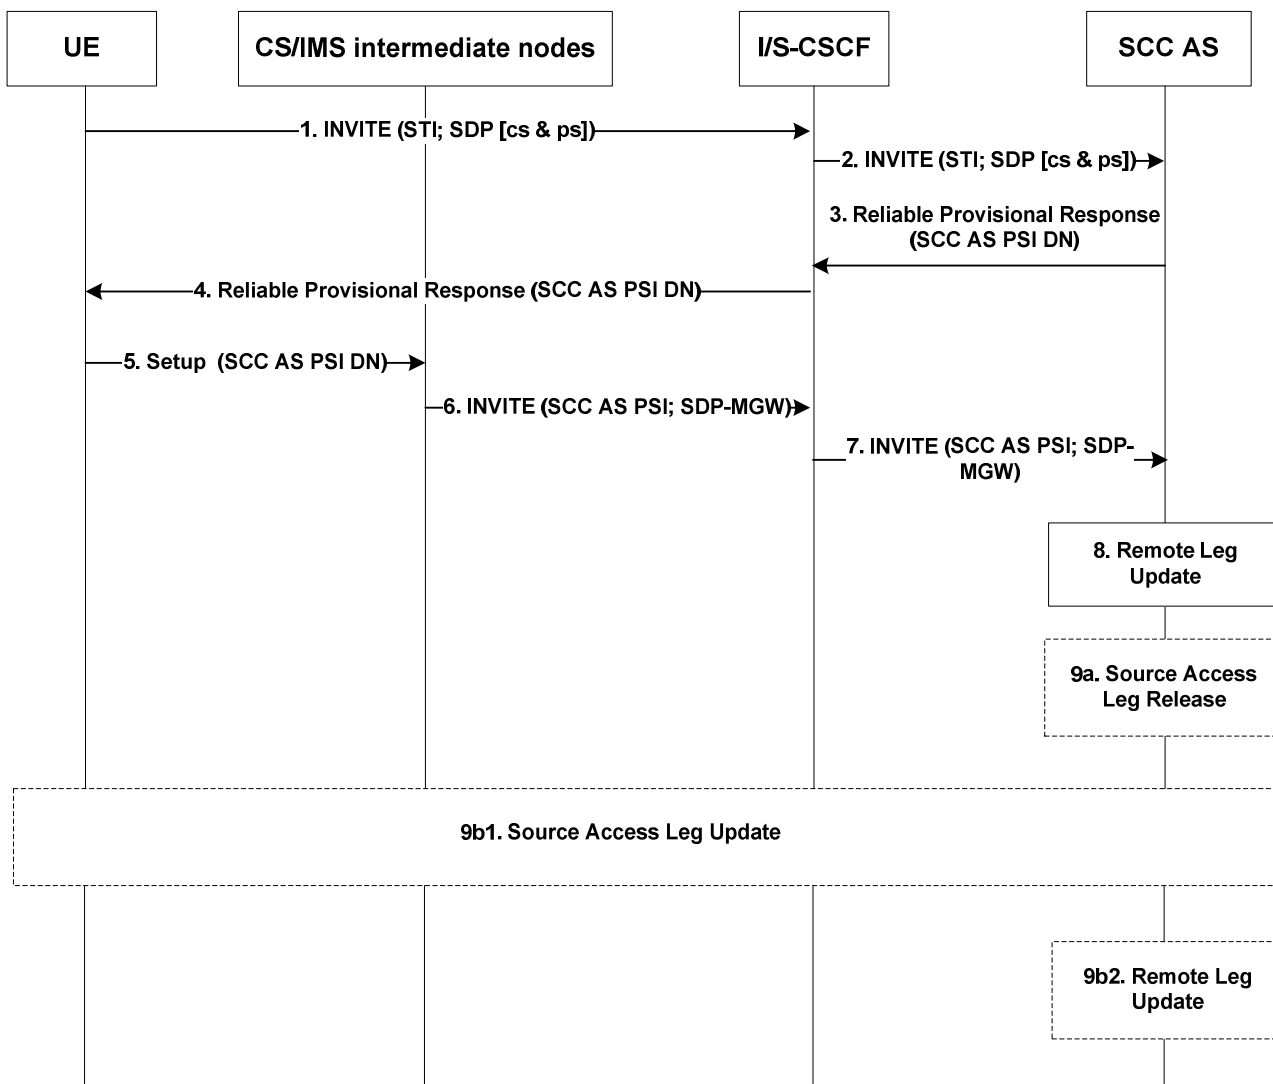 UE
CS/IMS intermediate nodes
I/S-CSCF
SCC AS
1. INVITE (STI; SDP [cs & ps])
2. INVITE (STI; SDP [cs & ps])
3. Reliable Provisional Response
(SCC AS PSI DN)
4. Reliable Provisional Response (SCC AS PSI DN)
5. Setup (SCC AS PSI DN)
6. INVITE (SCC AS PSI; SDP-MGW)
7. INVITE (SCC AS PSI; SDP-
MGW)
8. Remote Leg
Update
9a. Source Access
Leg Release
9b1. Source Access Leg Update
9b2. Remote Leg
Update